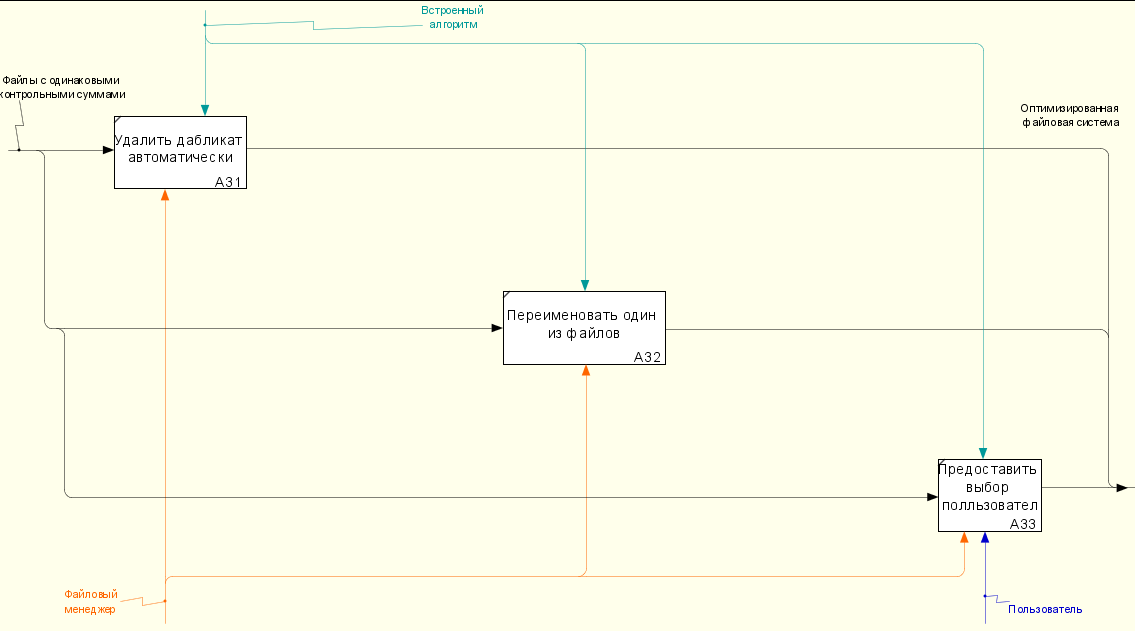 Встроенный
алгоритм
Файлы с одинаковыми
контрольными суммами
Оптимизированная
файловая система
Удалить дабликат
автоматически
A31
Переименовать один
из файлов
A32
Предоставить
выбор
полльзовател
A33
Файловый
менеджер
Пользователь